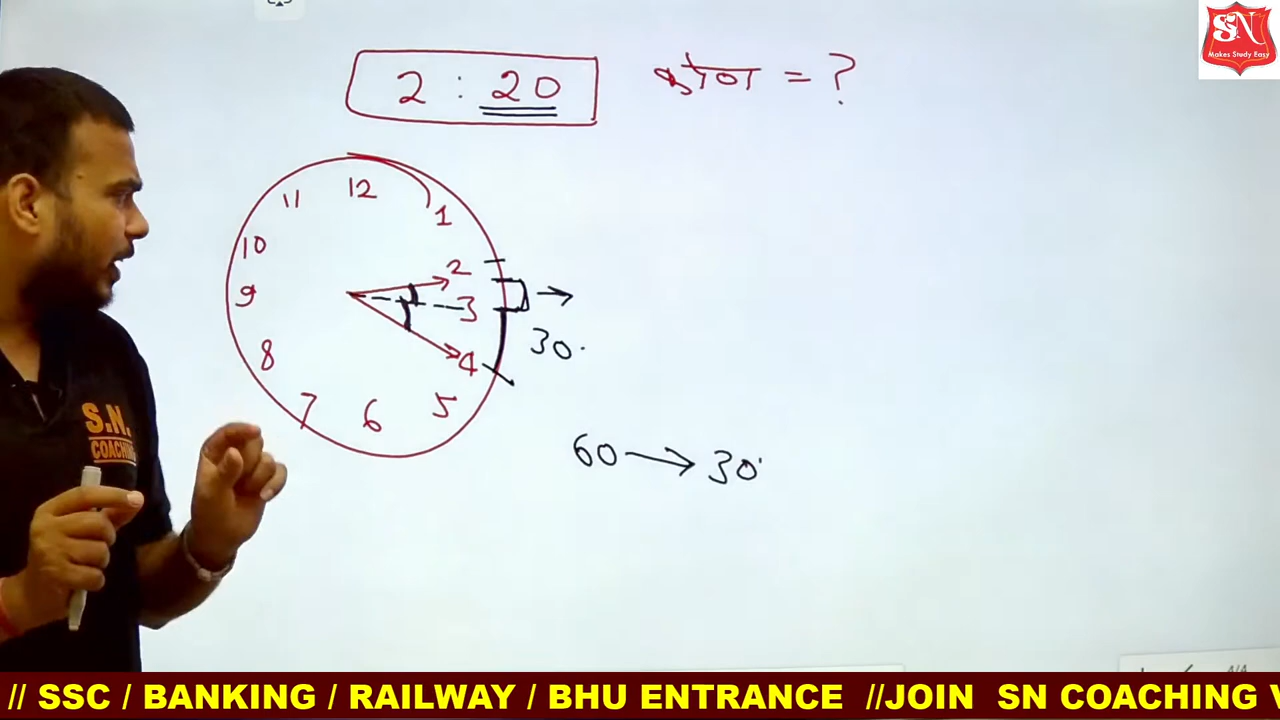 2 : 20 कोण = ?
12
11
1
10
2
9
3
30.
8
4
7
6
5
60 → 30
SN
Makes Study Easy
S.N.
COACHING
// SSC / BANKING / RAILWAY / BHU ENTRANCE //JOIN SN COACHING V